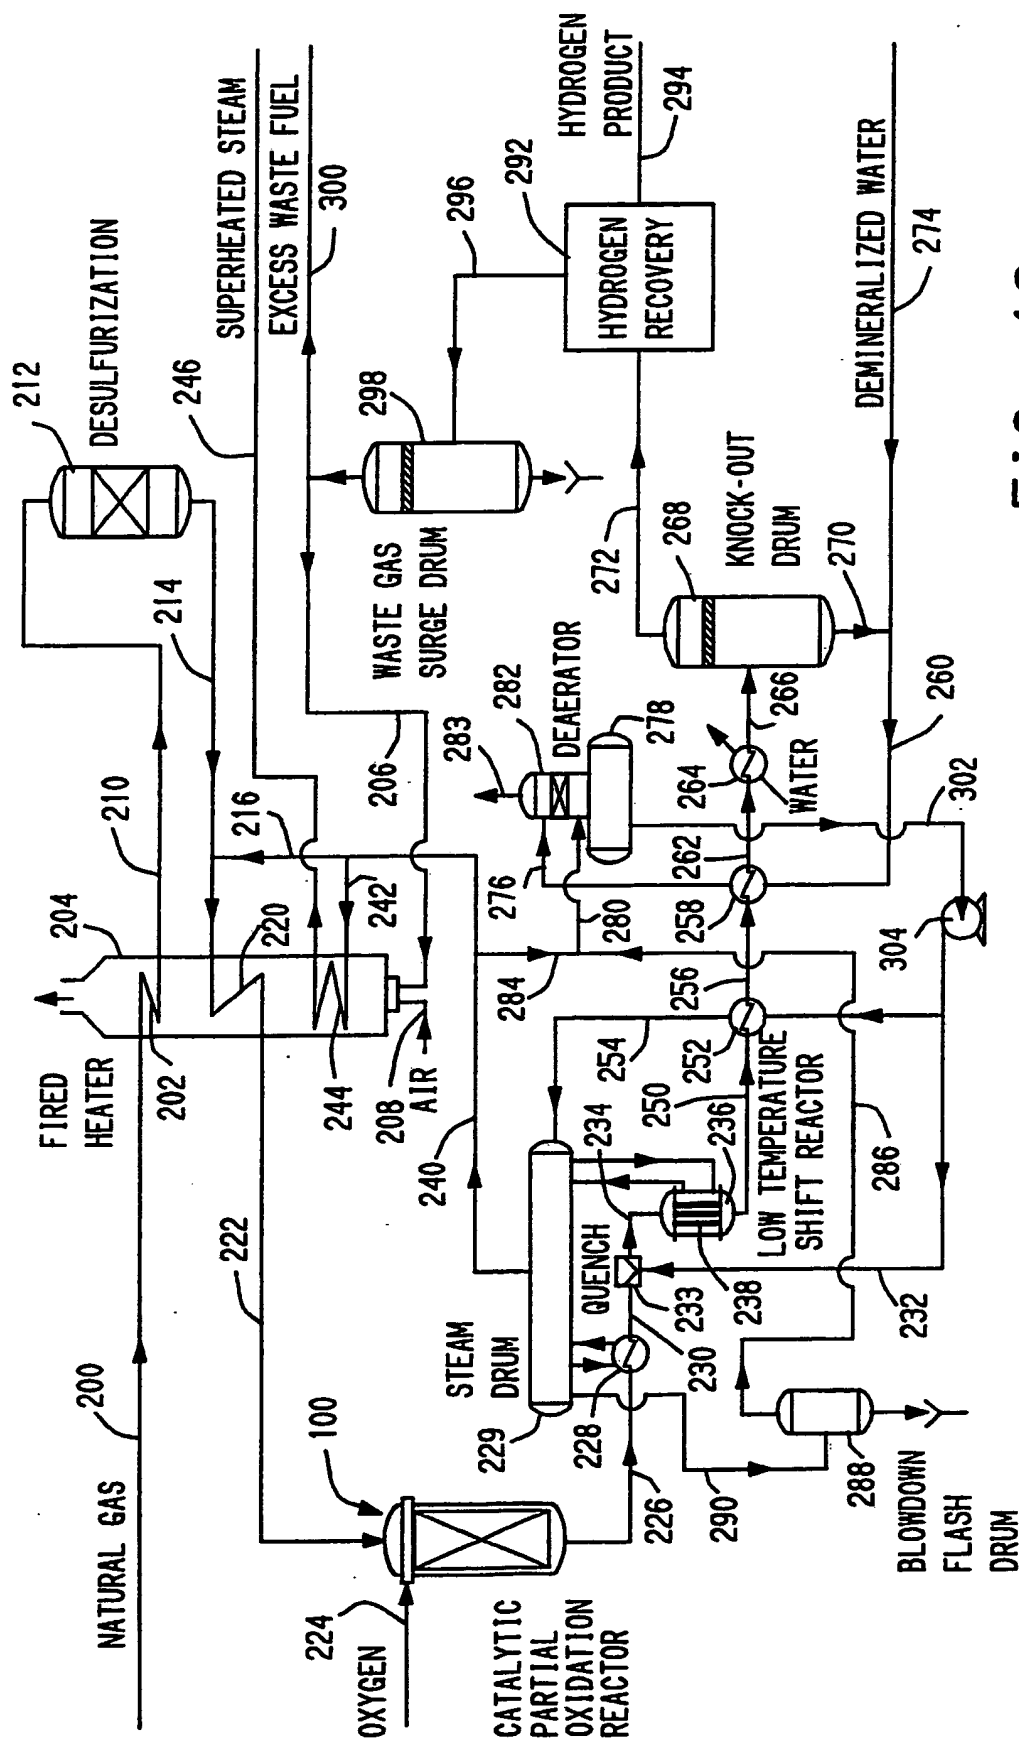 NATURAL GAS
200
FIRED
HEATER
204
202
210
212
DESULFURIZATION
214
246
SUPERHEATED STEAM
EXCESS WASTE FUEL
300
222
220
216
244
242
208
AIR
206
WASTE GAS
SURGE DRUM
298
296
100
224
OXYGEN
CATALYTIC
PARTIAL
OXIDATION
REACTOR
240
STEAM
DRUM
229
228
226
230
QUENCH
233
234
236
238
LOW TEMPERATURE
SHIFT REACTOR
250
252
254
256
284
280
276
283
282
DEAERATOR
278
258
262
264
WATER
266
268
KNOCK-OUT
DRUM
270
272
292
HYDROGEN
RECOVERY
HYDROGEN
PRODUCT
294
DEMINERALIZED WATER
274
260
302
304
286
232
290
288
BLOWDOWN
FLASH
DRUM